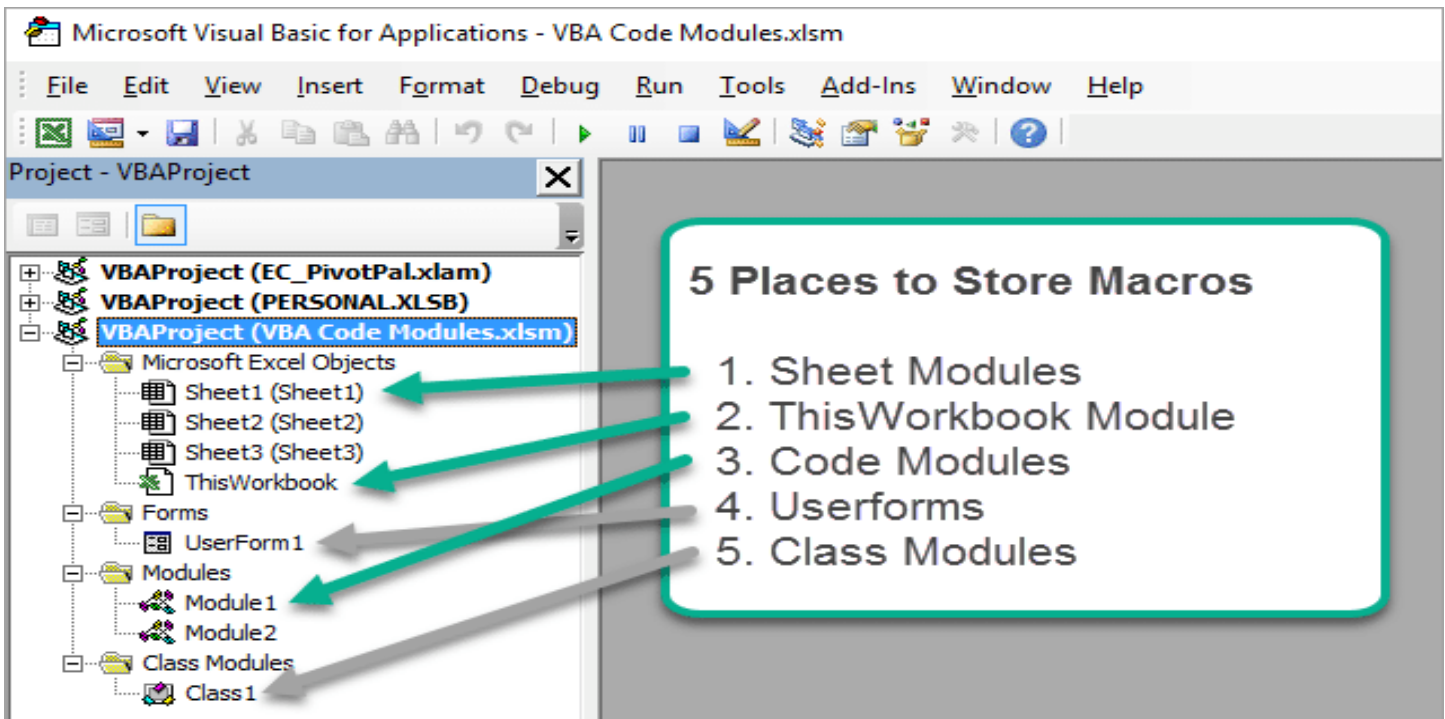 Microsoft Visual Basic for Applications - VBA Code Modules.xlsm
File Edit View Insert Format Debug Run Tools Add-Ins Window Help
Project - VBAProject
VBAProject (EC_PivotPal.xlam)
VBAProject (PERSONAL.XLSB)
VBAProject (VBA Code Modules.xlsm)
Microsoft Excel Objects
Sheet1 (Sheet1)
Sheet2 (Sheet2)
Sheet3 (Sheet3)
ThisWorkbook
Forms
UserForm1
Modules
Module1
Module2
Class Modules
Class1
5 Places to Store Macros
1. Sheet Modules
2. ThisWorkbook Module
3. Code Modules
4. Userforms
5. Class Modules